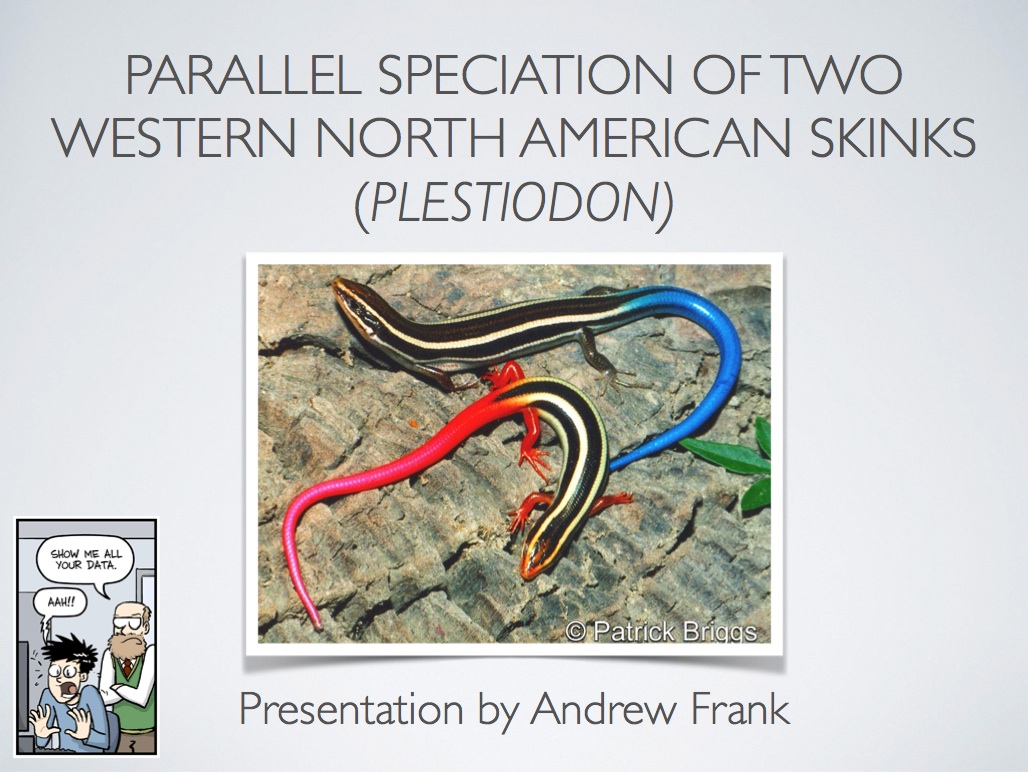 PARALLEL SPECIATION OF TWO
WESTERN NORTH AMERICAN SKINKS
(PLESTIODON)
© Patrick Briggs
SHOW ME ALL
YOUR DATA.
AAH!!
Presentation by Andrew Frank